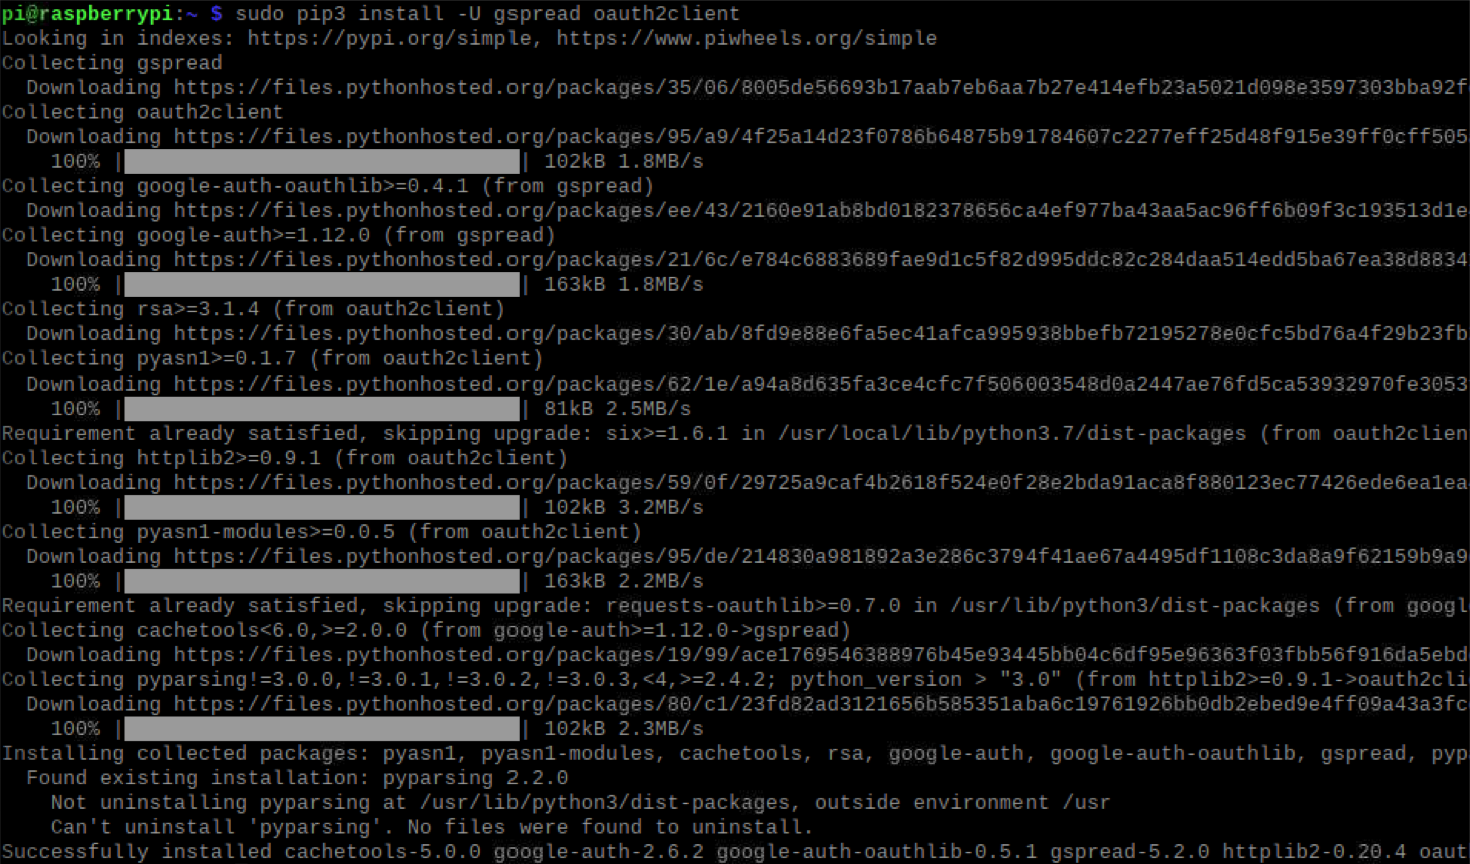 pi@raspberrypi:~ $ sudo pip3 install -U gspread oauth2client
Looking in indexes: https://pypi.org/simple, https://www.piwheels.org/simple
Collecting gspread
Downloading https://files.pythonhosted.org/packages/35/06/8005de56693b17aab7eb6aa7b27e414efb23a5021d098e3597303bba92f
Collecting oauth2client
Downloading https://files.pythonhosted.org/packages/95/a9/4f25a14d23f0786b64875b91784607c2277eff25d48f915e39ff0cff505
100% | | 102kB 1.8MB/s
Collecting google-auth-oauthlib>=0.4.1 (from gspread)
Downloading https://files.pythonhosted.org/packages/ee/43/2160e91ab8bd0182378656ca4ef977ba43aa5ac96ff6b09f3c193513d1e
Collecting google-auth>=1.12.0 (from gspread)
Downloading https://files.pythonhosted.org/packages/21/6c/e784c6883689fae9d1c5f82d995ddc82c284daa514edd5ba67ea38d8834
100% | | 163kB 1.8MB/s
Collecting rsa>=3.1.4 (from oauth2client)
Downloading https://files.pythonhosted.org/packages/30/ab/8fd9e88e6fa5ec41afca995938bbefb72195278e0cfc5bd76a4f29b23fb
Collecting pyasn1>=0.1.7 (from oauth2client)
Downloading https://files.pythonhosted.org/packages/62/1e/a94a8d635fa3ce4cfc7f506003548d0a2447ae76fd5ca53932970fe3053
100% | | 81kB 2.5MB/s
Requirement already satisfied, skipping upgrade: six>=1.6.1 in /usr/local/lib/python3.7/dist-packages (from oauth2clien
Collecting httplib2>=0.9.1 (from oauth2client)
Downloading https://files.pythonhosted.org/packages/59/0f/29725a9caf4b2618f524e0f28e2bda91aca8f880123ec77426ede6ea1ea
100% | | 102kB 3.2MB/s
Collecting pyasn1-modules>=0.0.5 (from oauth2client)
Downloading https://files.pythonhosted.org/packages/95/de/214830a981892a3e286c3794f41ae67a4495df1108c3da8a9f62159b9a9
100% | | 163kB 2.2MB/s
Requirement already satisfied, skipping upgrade: requests-oauthlib>=0.7.0 in /usr/lib/python3/dist-packages (from googl
Collecting cachetools<6.0,>=2.0.0 (from google-auth>=1.12.0->gspread)
Downloading https://files.pythonhosted.org/packages/19/99/ace1769546388976b45e93445bb04c6df95e96363f03fbb56f916da5ebd
Collecting pyparsing!=3.0.0,!=3.0.1,!=3.0.2,!=3.0.3,<4,>=2.4.2; python_version > "3.0" (from httplib2>=0.9.1->oauth2cli
Downloading https://files.pythonhosted.org/packages/80/c1/23fd82ad3121656b585351aba6c19761926bb0db2ebed9e4ff09a43a3fc
100% | | 102kB 2.3MB/s
Installing collected packages: pyasn1, pyasn1-modules, cachetools, rsa, google-auth, google-auth-oauthlib, gspread, pyp
Found existing installation: pyparsing 2.2.0
Not uninstalling pyparsing at /usr/lib/python3/dist-packages, outside environment /usr
Can't uninstall 'pyparsing'. No files were found to uninstall.
Successfully installed cachetools-5.0.0 google-auth-2.6.2 google-auth-oauthlib-0.5.1 gspread-5.2.0 httplib2-0.20.4 oaut